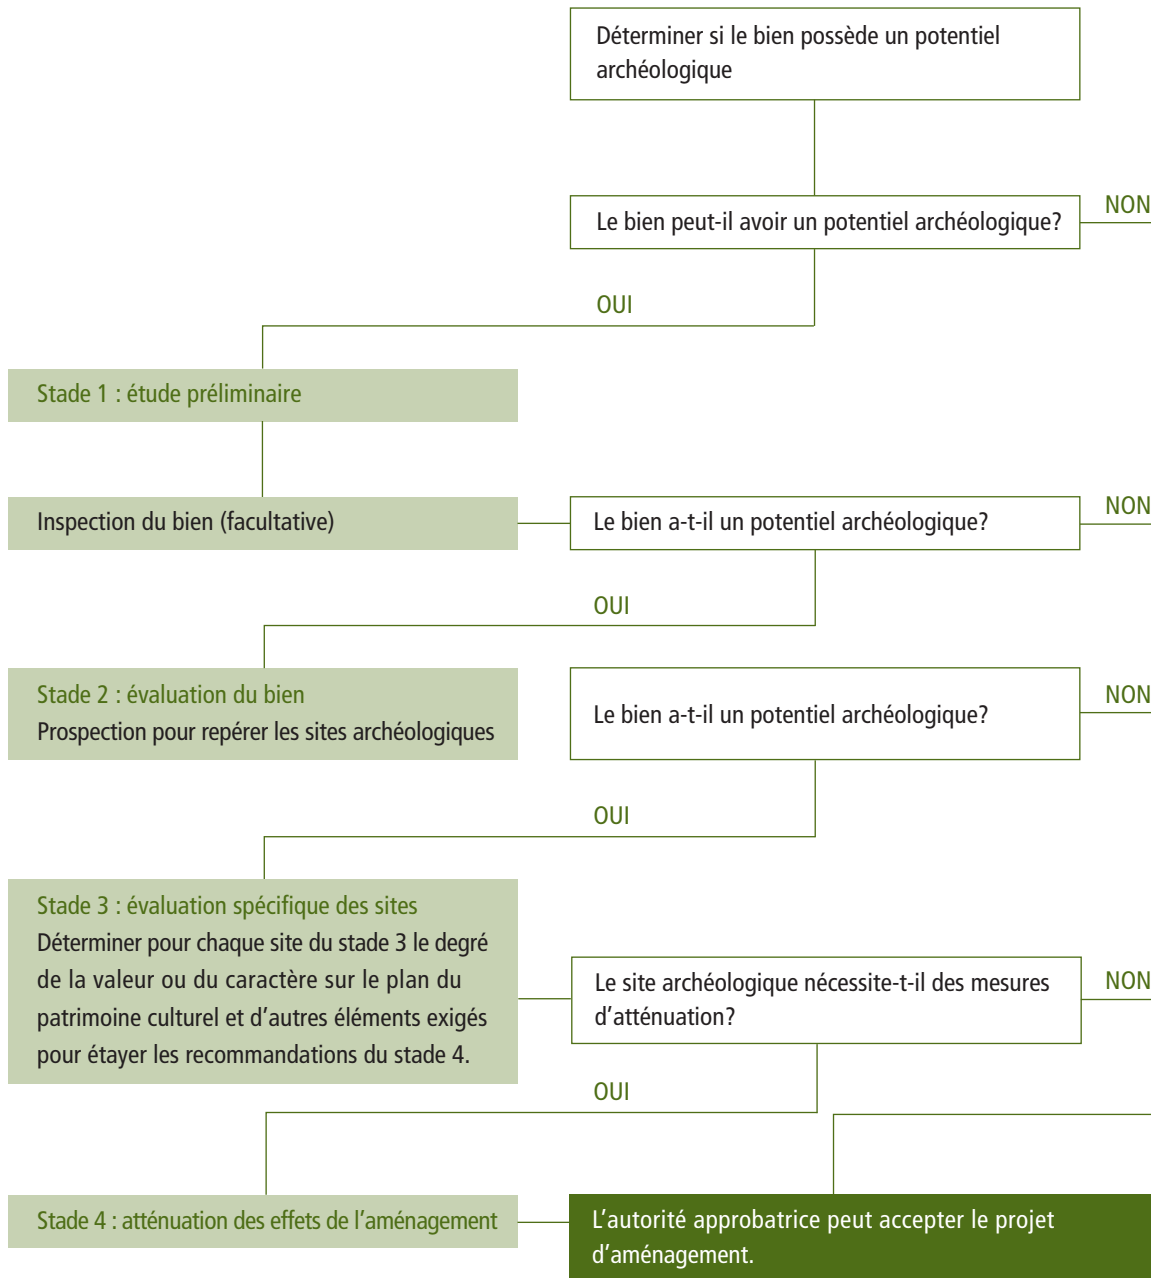 Déterminer si le bien possède un potentiel
archéologique
Le bien peut-il avoir un potentiel archéologique?
NON
OUI
Stade 1 : étude préliminaire
Inspection du bien (facultative)
Le bien a-t-il un potentiel archéologique?
NON
OUI
Stade 2 : évaluation du bien
Prospection pour repérer les sites archéologiques
Le bien a-t-il un potentiel archéologique?
NON
OUI
Stade 3 : évaluation spécifique des sites
Déterminer pour chaque site du stade 3 le degré
de la valeur ou du caractère sur le plan du
patrimoine culturel et d'autres éléments exigés
pour étayer les recommandations du stade 4.
Le site archéologique nécessite-t-il des mesures
d'atténuation?
NON
OUI
Stade 4 : atténuation des effets de l'aménagement
L'autorité approbatrice peut accepter le projet
d'aménagement.